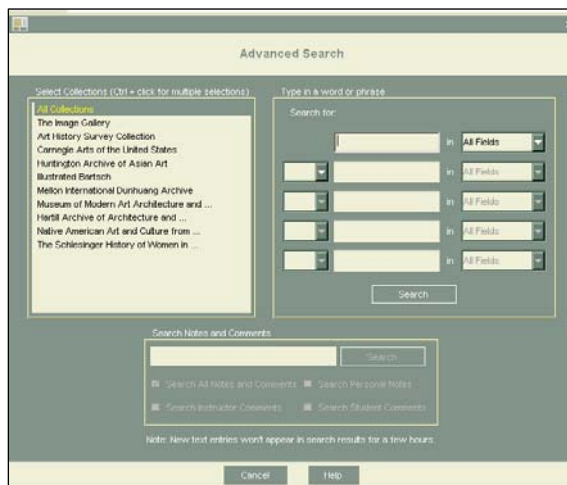 Advanced Search
Select Collections (Ctrl + click for multiple selections)
All Collections
The Image Gallery
Art History Survey Collection
Carnegie Arts of the United States
Huntington Archive of Asian Art
Illustrated Bartsch
Mellon International Dunhuang Archive
Museum of Modern Art Architecture and ...
Hartill Archive of Architecture and ...
Native American Art and Culture from ...
The Schlesinger History of Women in ...
Type in a word or phrase
Search for:
in All Fields
in All Fields
in All Fields
in All Fields
in All Fields
Search
Search Notes and Comments
Search
Search All Notes and Comments Search Personal Notes
Search Instructor Comments Search Student Comments
Note: New text entries won't appear in search results for a few hours.
Cancel Help